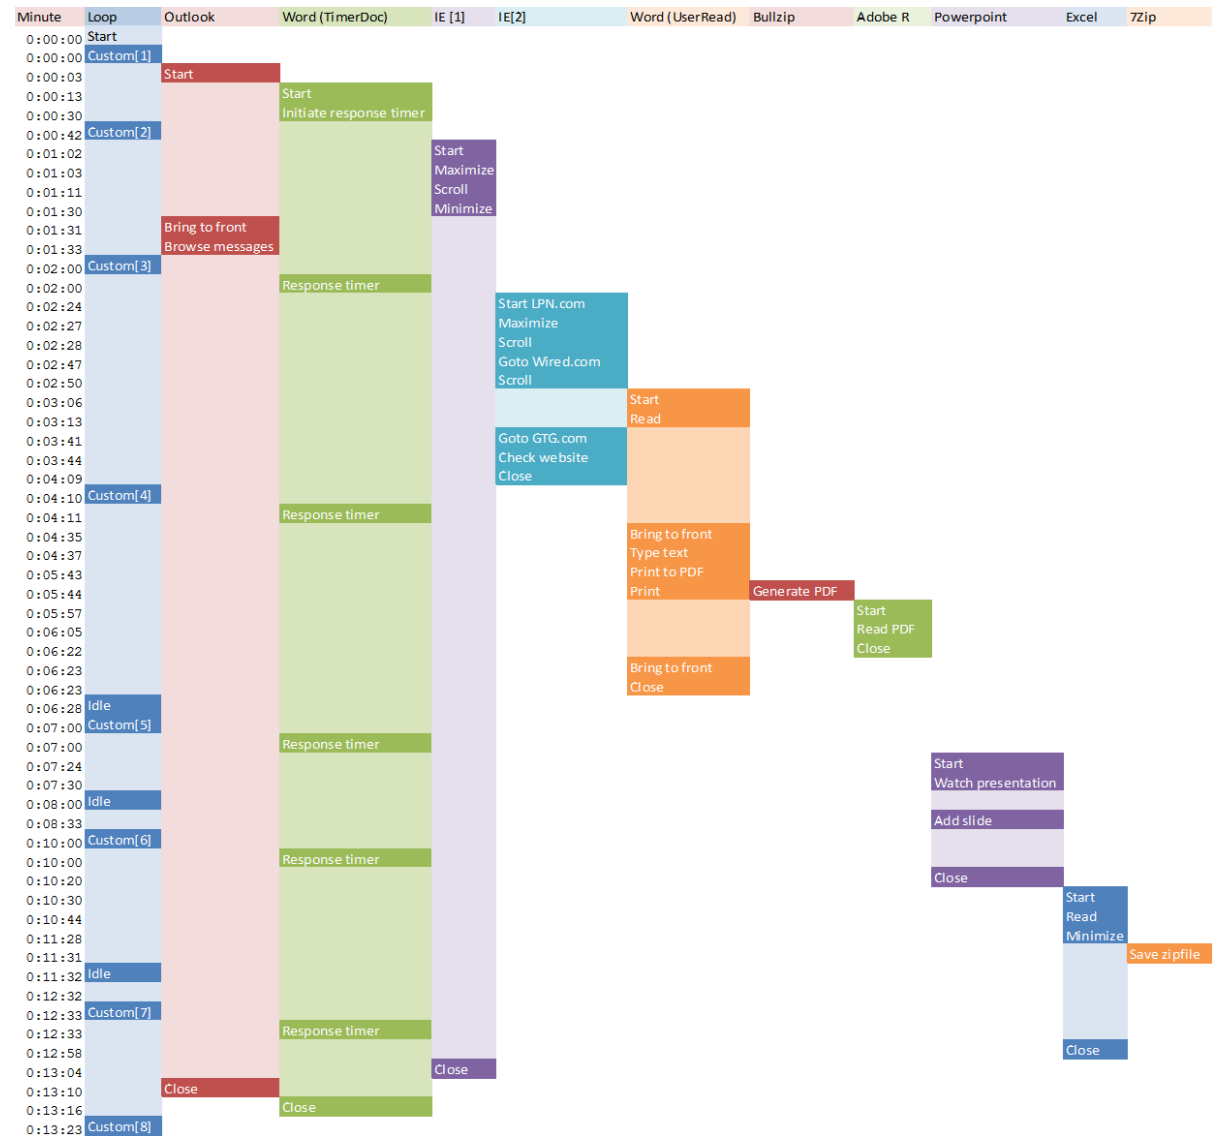 Minute Loop Outlook Word (TimerDoc) IE [1] IE[2] Word (UserRead) Bullzip Adobe R Powerpoint Excel 7Zip
0:00:00 Start
0:00:00 Custom[1]
0:00:03 Start
0:00:13 Start
0:00:30 Initiate response timer
0:00:42 Custom[2]
0:01:02 Start
0:01:03 Maximize
0:01:11 Scroll
0:01:30 Minimize
0:01:31 Bring to front
0:01:33 Browse messages
0:02:00 Custom[3]
0:02:00 Response timer
0:02:24 Start LPN.com
0:02:27 Maximize
0:02:28 Scroll
0:02:47 Goto Wired.com
0:02:50 Scroll
0:03:06 Start
0:03:13 Read
0:03:41 Goto GTG.com
0:03:44 Check website
0:04:09 Close
0:04:10 Custom[4]
0:04:11 Response timer
0:04:35 Bring to front
0:04:37 Type text
0:05:43 Print to PDF
0:05:44 Print Generate PDF
0:05:57 Start
0:06:05 Read PDF
0:06:22 Close
0:06:23 Bring to front
0:06:23 Close
0:06:28 Idle
0:07:00 Custom[5]
0:07:00 Response timer
0:07:24 Start
0:07:30 Watch presentation
0:08:00 Idle
0:08:33 Add slide
0:10:00 Custom[6]
0:10:00 Response timer
0:10:20 Close
0:10:30 Start
0:10:44 Read
0:11:28 Minimize
0:11:31 Save zipfile
0:11:32 Idle
0:12:32
0:12:33 Custom[7]
0:12:33 Response timer
0:12:58 Close
0:13:04 Close
0:13:10 Close
0:13:16 Close
0:13:23 Custom[8]